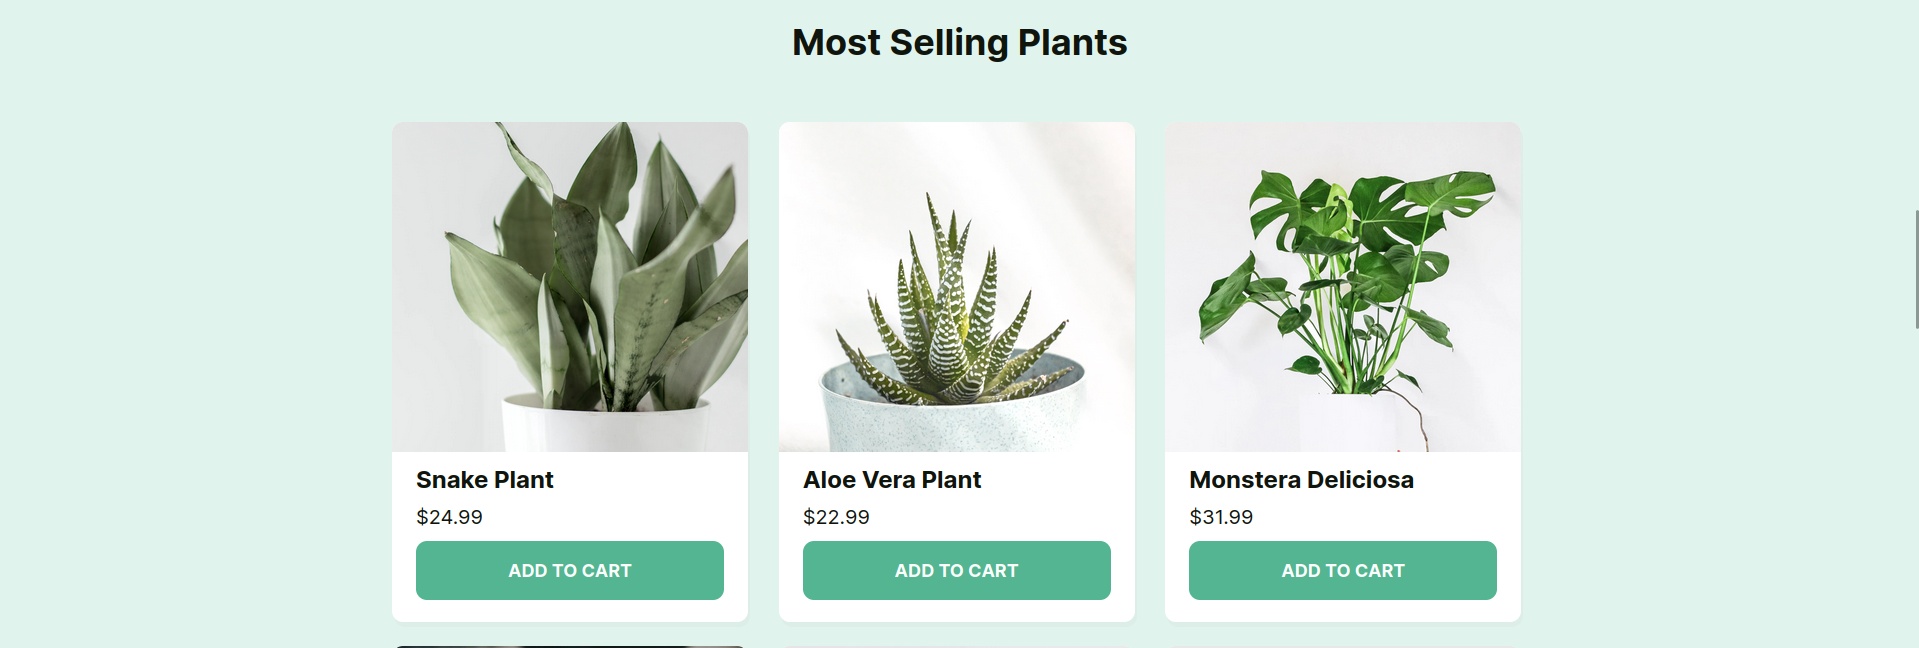 Most Selling Plants
Snake Plant
$24.99
ADD TO CART
Aloe Vera Plant
$22.99
ADD TO CART
Monstera Deliciosa
$31.99
ADD TO CART